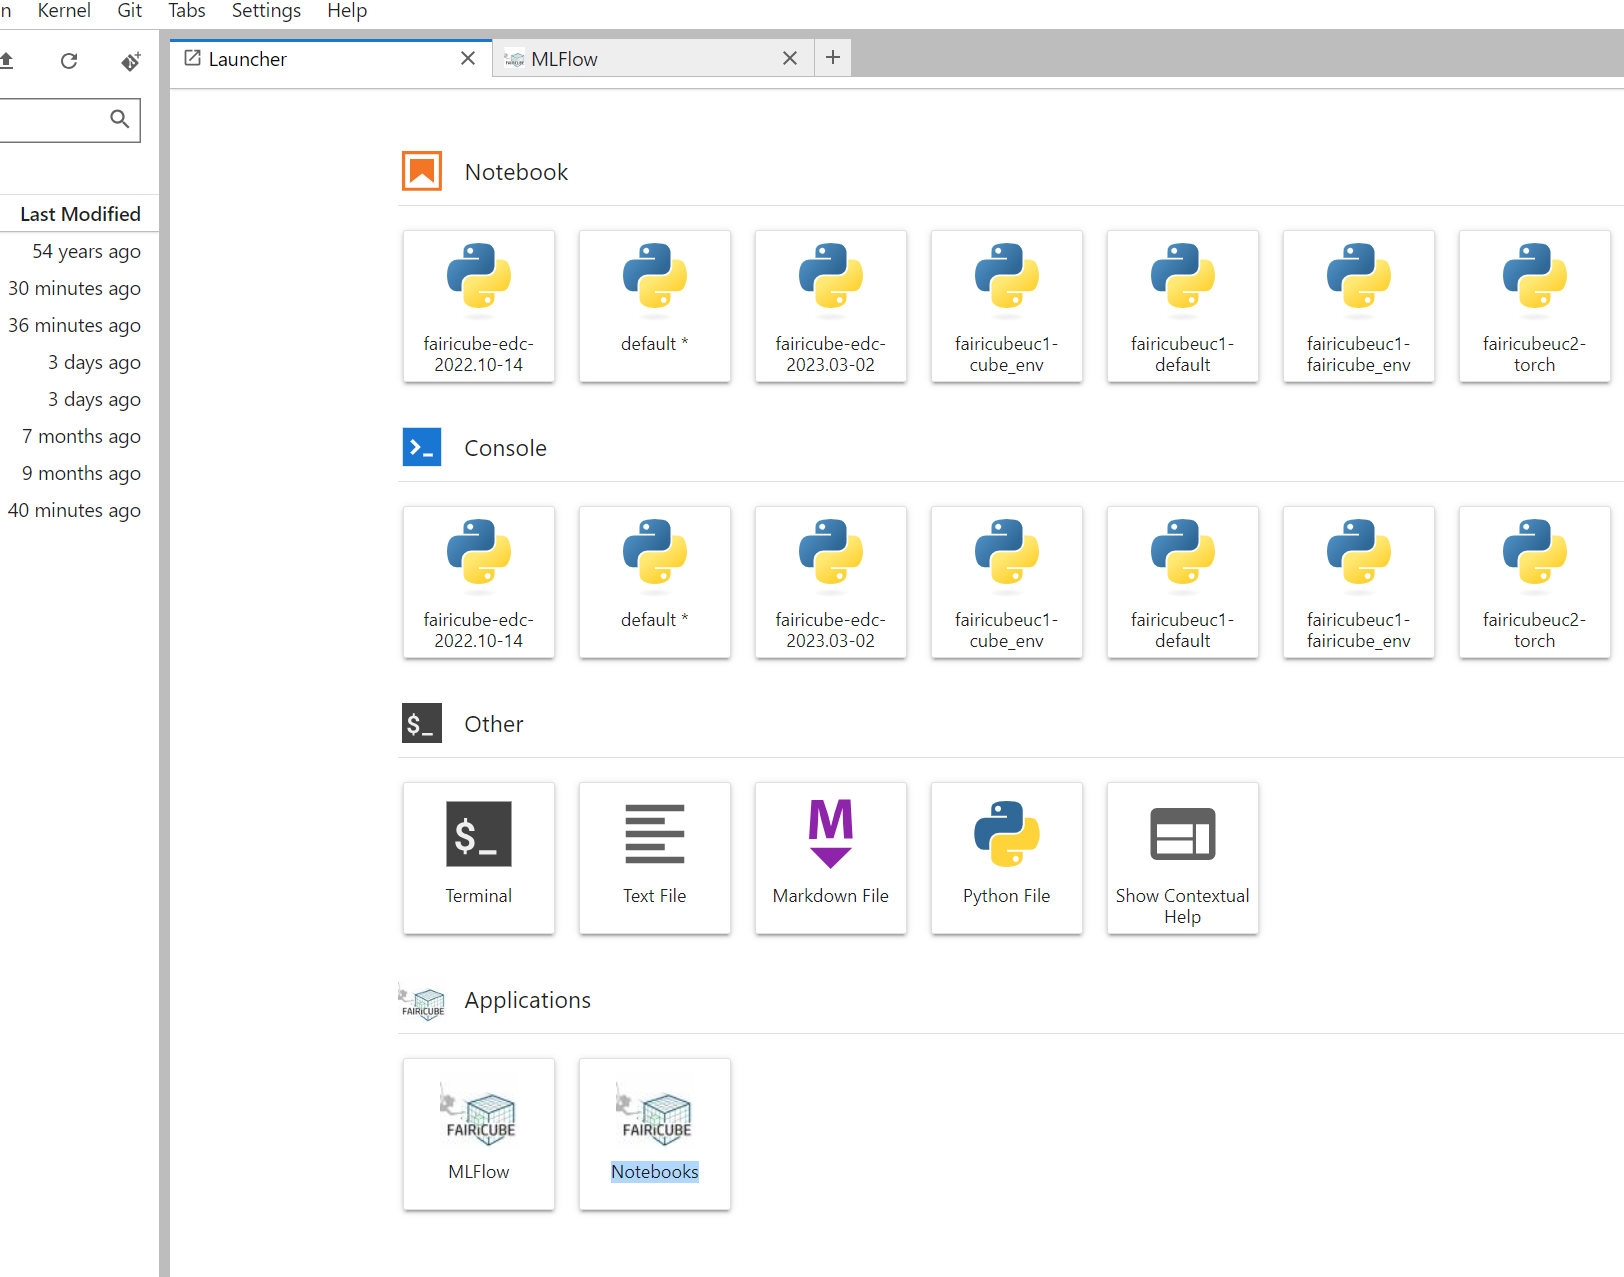 n Kernel Git Tabs Settings Help
Launcher
MLFlow
Last Modified
54 years ago
30 minutes ago
36 minutes ago
3 days ago
3 days ago
7 months ago
9 months ago
40 minutes ago
Notebook
fairicube-edc-
2022.10-14
default *
fairicube-edc-
2023.03-02
fairicubeuc1-
cube_env
fairicubeuc1-
default
fairicubeuc1-
fairicube_env
fairicubeuc2-
torch
Console
fairicube-edc-
2022.10-14
default *
fairicube-edc-
2023.03-02
fairicubeuc1-
cube_env
fairicubeuc1-
default
fairicubeuc1-
fairicube_env
fairicubeuc2-
torch
$_
Other
$_
Terminal
Text File
M
Markdown File
Python File
Show Contextual
Help
FAIRiCUBE
Applications
FAIRiCUBE
MLFlow
FAIRiCUBE
Notebooks